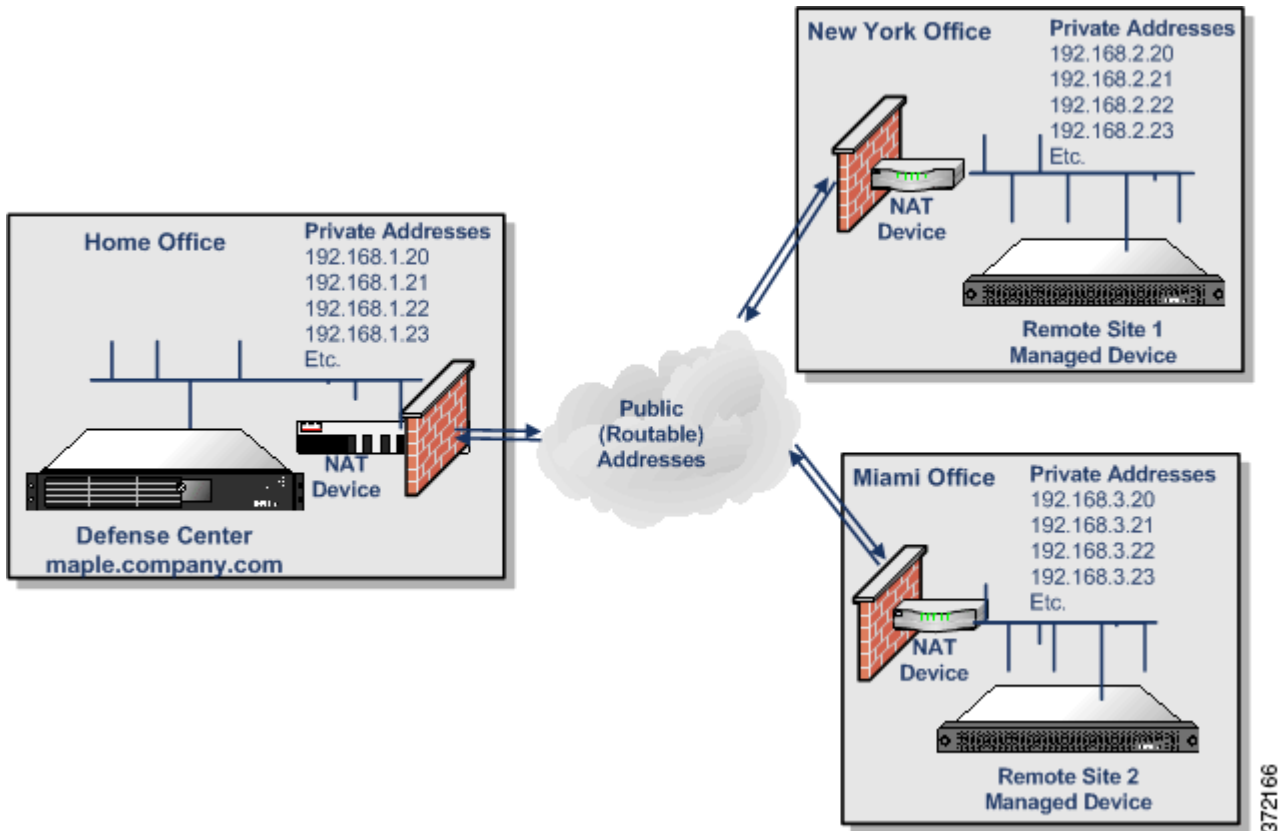 Home Office
Private Addresses
192.168.1.20
192.168.1.21
192.168.1.22
192.168.1.23
Etc.
NAT
Device
Defense Center
maple.company.com
Public
(Routable)
Addresses
New York Office
Private Addresses
192.168.2.20
192.168.2.21
192.168.2.22
192.168.2.23
Etc.
NAT
Device
Remote Site 1
Managed Device
Miami Office
Private Addresses
192.168.3.20
192.168.3.21
192.168.3.22
192.168.3.23
Etc.
NAT
Device
Remote Site 2
Managed Device
372166